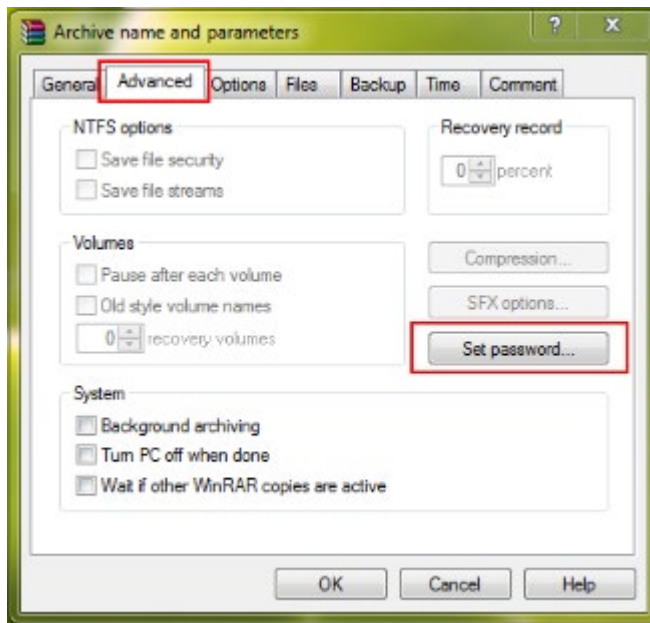 Archive name and parameters
General Advanced Options Files Backup Time Comment
NTFS options
Save file security
Save file streams
Recovery record
0 percent
Volumes
Pause after each volume
Old style volume names
0 recovery volumes
Compression...
SFX options...
Set password...
System
Background archiving
Turn PC off when done
Wait if other WinRAR copies are active
OK Cancel Help